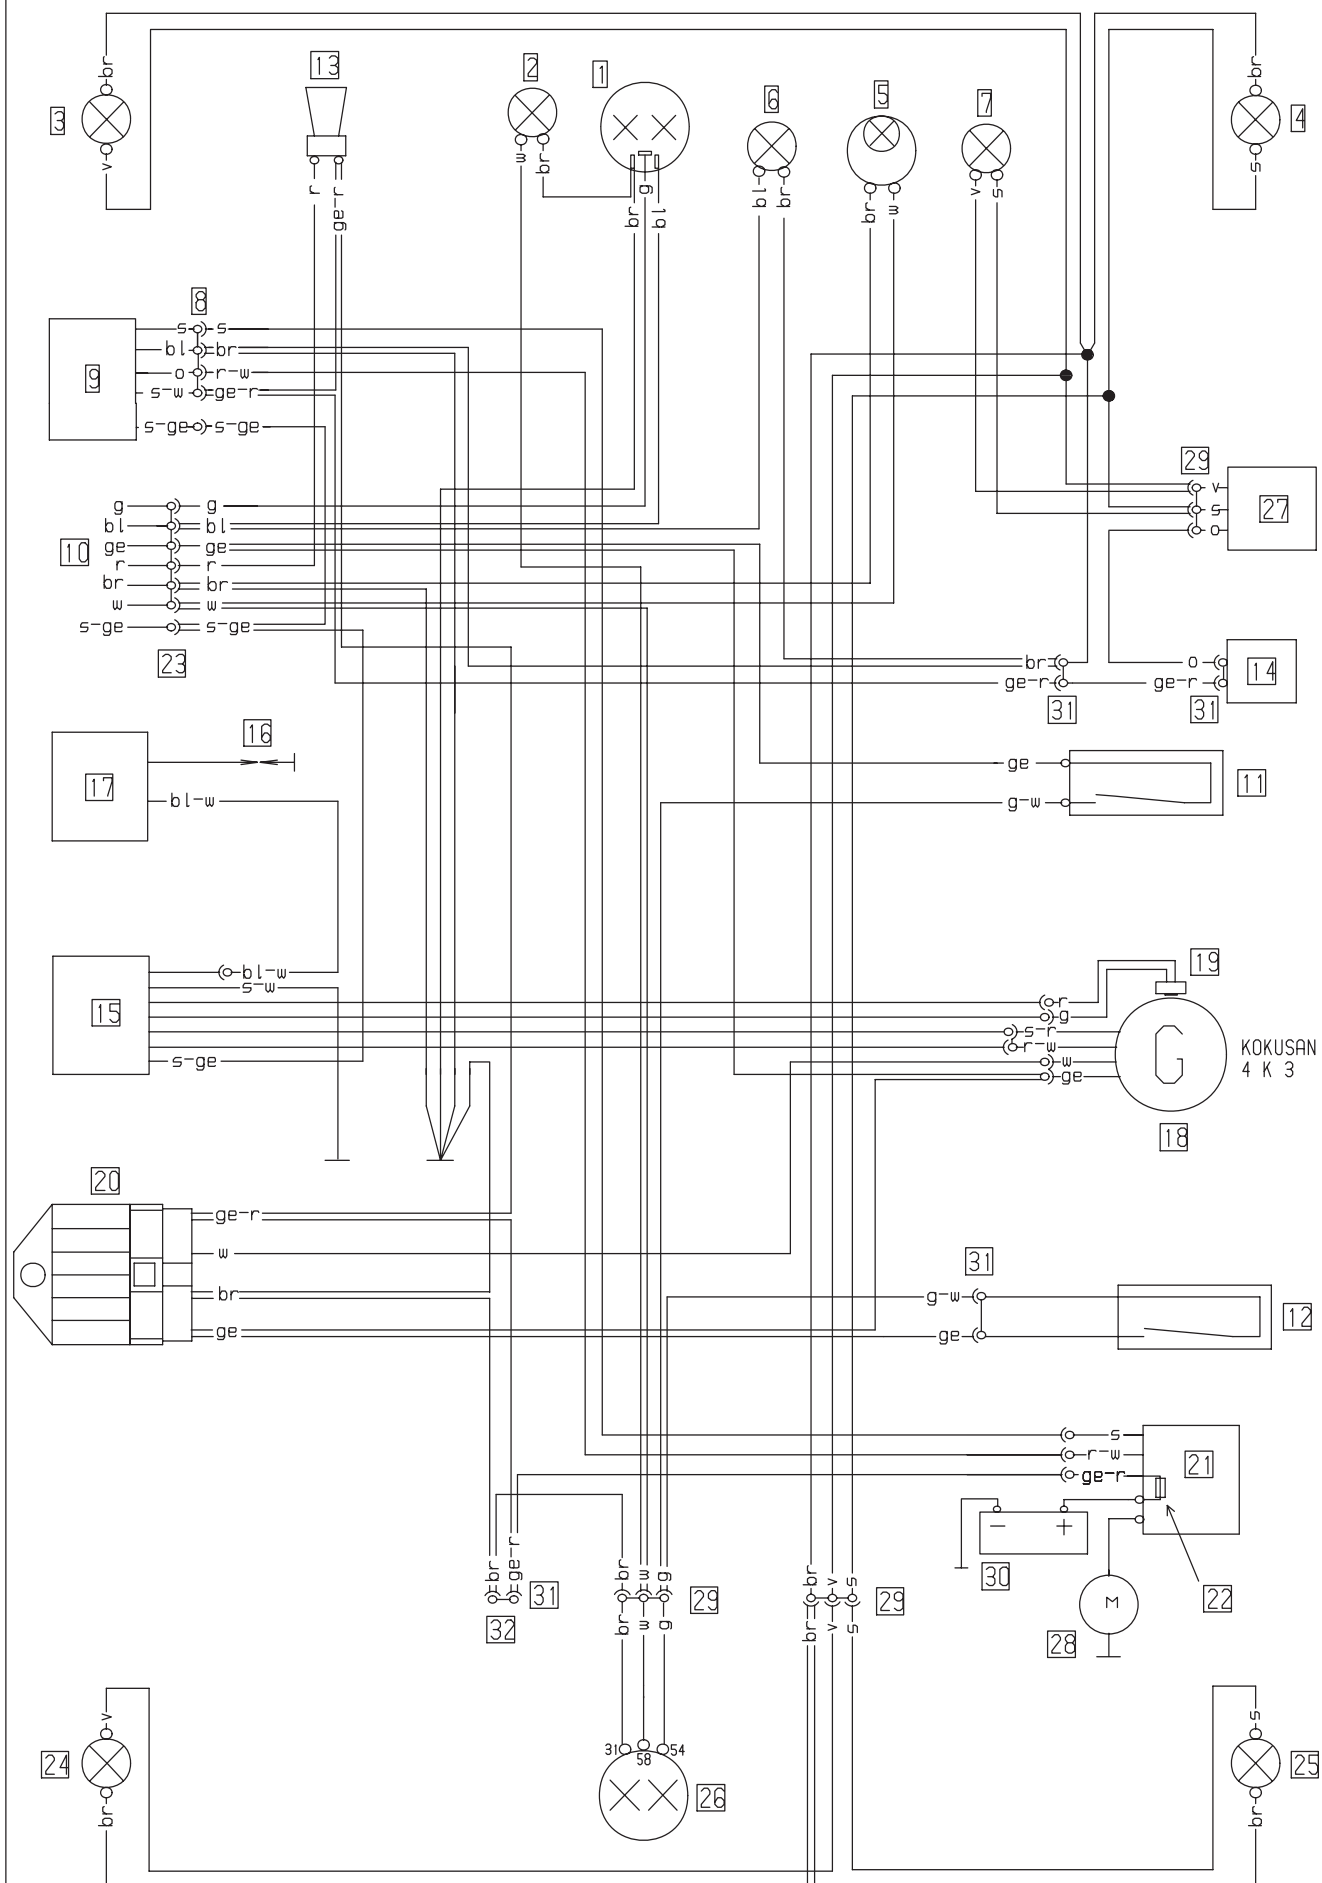 br
13
2
1
6
5
7
br
3
4
v
s
w
br
r
ge-r
br
g
bl
bl
br
br
w
v
s
8
s
s
bl
br
9
o
r-w
s-w
ge-r
s-ge
s-ge
29
v
27
s
o
g
g
bl
bl
10
ge
ge
r
r
br
br
w
w
s-ge
s-ge
23
br
o
14
ge-r
ge-r
31
31
16
17
ge
11
bl-w
g-w
19
bl-w
s-w
15
r
g
s-r
r-w
G
KOKUSAN
4 K 3
w
s-ge
ge
18
20
ge-r
w
31
br
g-w
12
ge
ge
s
r-w
21
ge-r
- +
30
22
br
ge-r
31
32
br
w
g
29
br
w
g
br
v
s
29
br
v
s
M
28
v
s
24
31
58
54
26
25
br
br